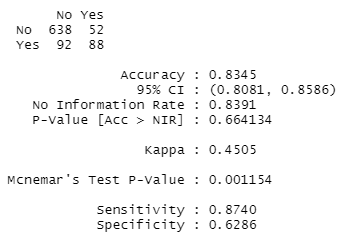 No Yes
No 638 52
Yes 92 88
Accuracy : 0.8345
95% CI : (0.8081, 0.8586)
No Information Rate : 0.8391
P-Value [Acc > NIR] : 0.664134
Kappa : 0.4505
Mcnemar's Test P-Value : 0.001154
Sensitivity : 0.8740
Specificity : 0.6286